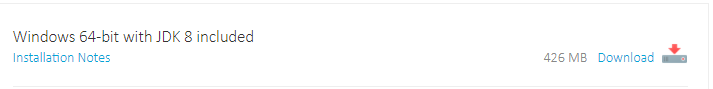 Windows 64-bit with JDK 8 included
Installation Notes 426 MB Download